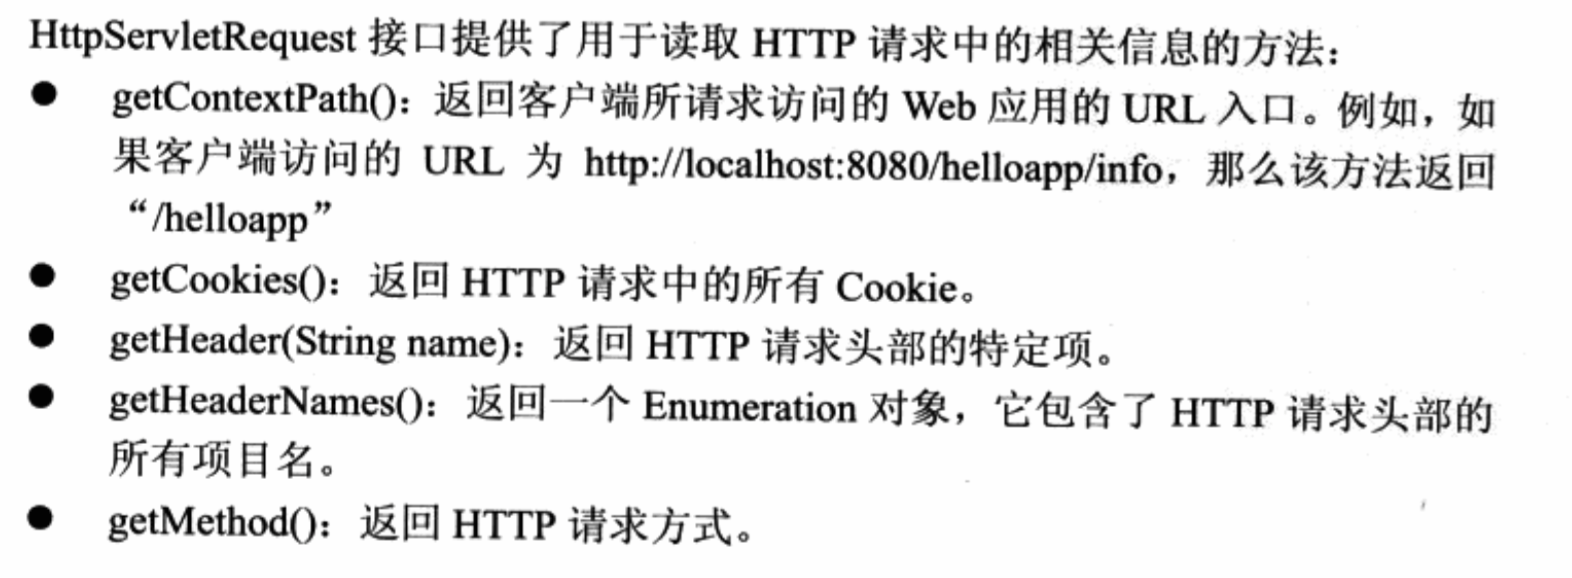 HttpServletRequest 接口提供了用于读取 HTTP 请求中的相关信息的方法：
● getContextPath()：返回客户端所请求访问的 Web 应用的 URL 入口。例如，如
果客户端访问的 URL 为 http://localhost:8080/helloapp/info，那么该方法返回
“/helloapp”
● getCookies()：返回 HTTP 请求中的所有 Cookie。
● getHeader(String name)：返回 HTTP 请求头部的特定项。
● getHeaderNames()：返回一个 Enumeration 对象，它包含了 HTTP 请求头部的
所有项目名。
● getMethod()：返回 HTTP 请求方式。